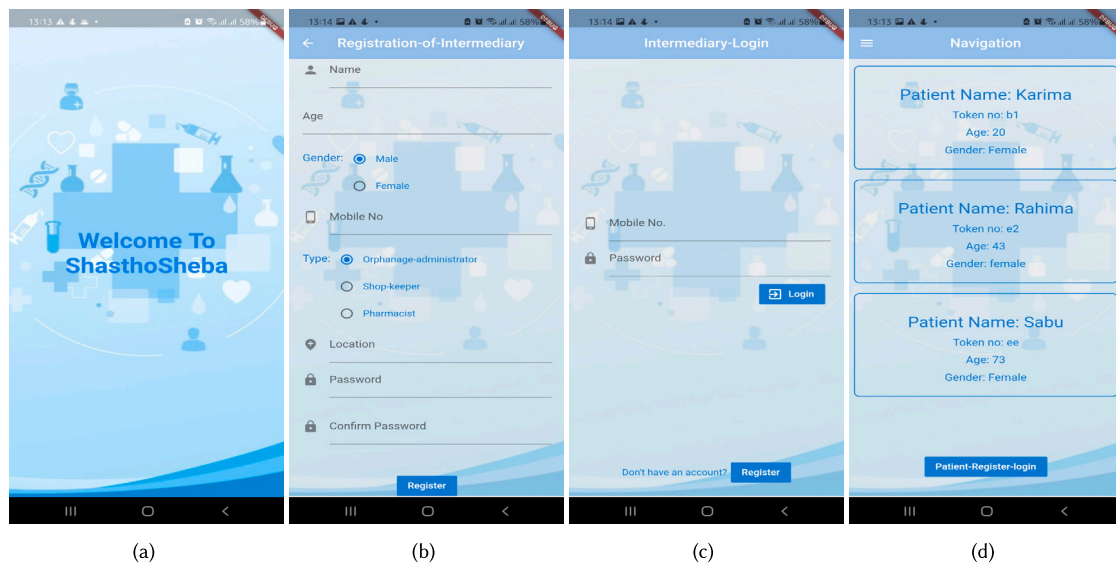 13:13
58%
DEBUG
Welcome To
ShasthoSheba
(a)
13:14
58%
DEBUG
Registration-of-Intermediary
Name
Age
Gender:
Male
Female
Mobile No
Type:
Orphanage-administrator
Shop-keeper
Pharmacist
Location
Password
Confirm Password
Register
(b)
13:14
58%
DEBUG
Intermediary-Login
Mobile No.
Password
Login
Don't have an account?
Register
(c)
13:13
58%
DEBUG
Navigation
Patient Name: Karima
Token no: b1
Age: 20
Gender: Female
Patient Name: Rahima
Token no: e2
Age: 43
Gender: female
Patient Name: Sabu
Token no: ee
Age: 73
Gender: Female
Patient-Register-login
(d)